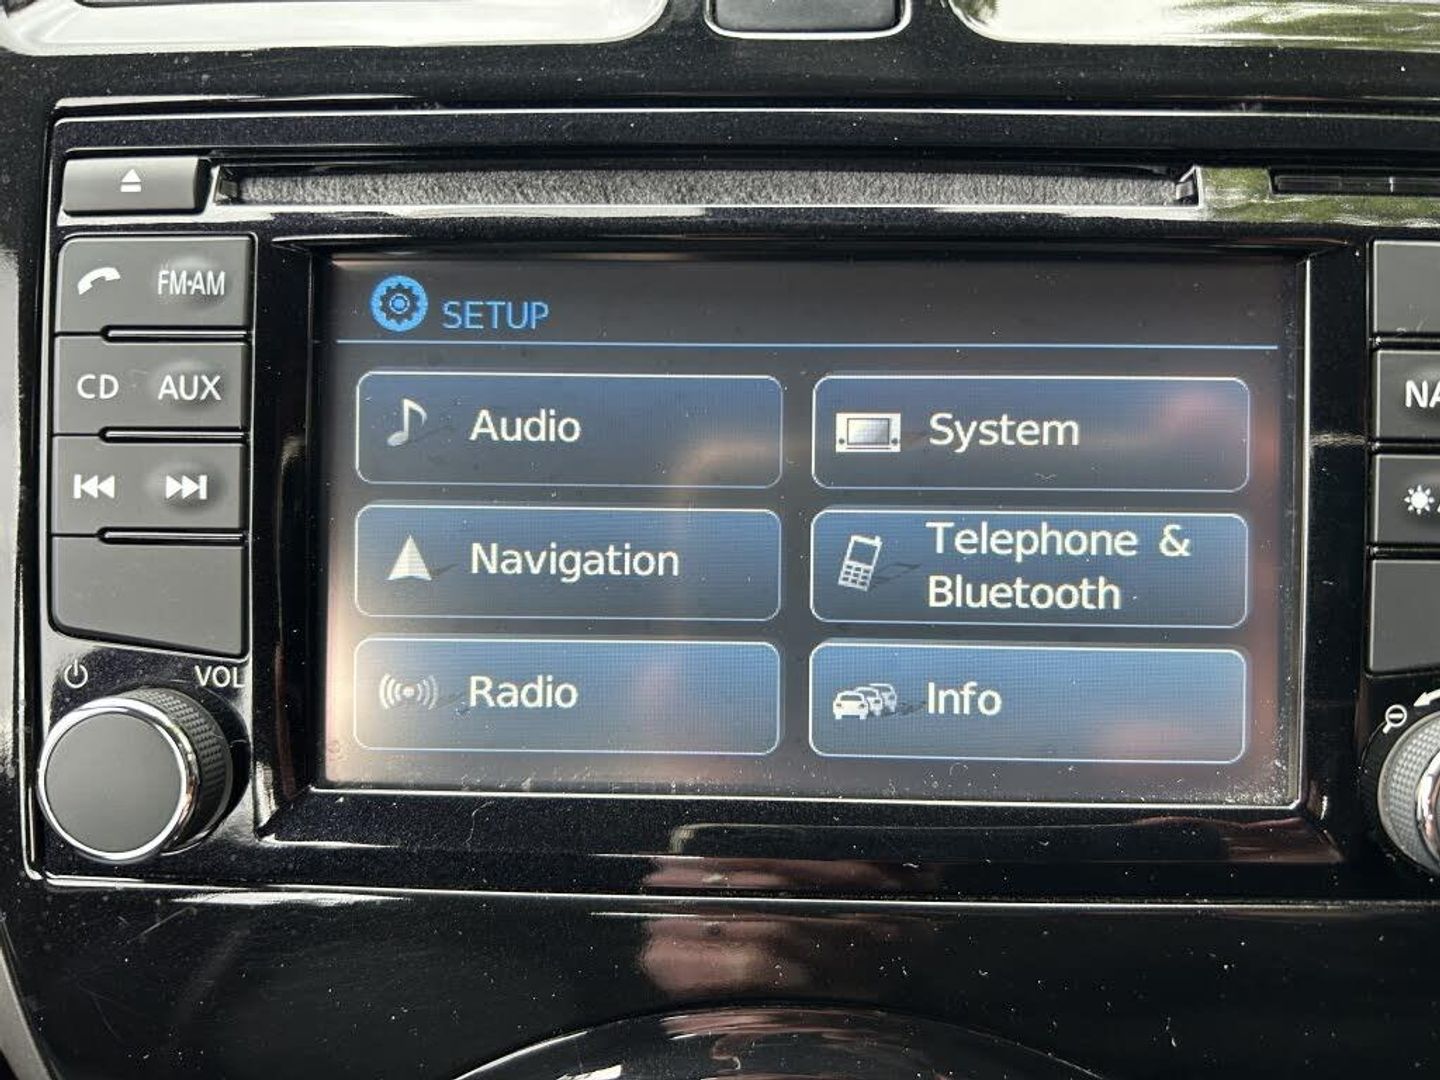 FM·AM
SETUP
CD AUX
Audio
System
Navigation
Telephone &
Bluetooth
VOL
Radio
Info